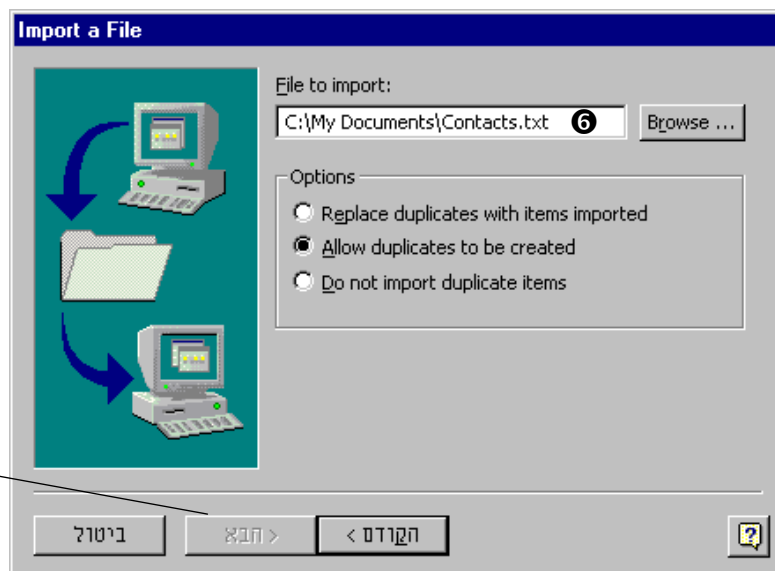 Import a File
File to import:
C:\My Documents\Contacts.txt ❻
Browse ...
Options
Replace duplicates with items imported
Allow duplicates to be created
Do not import duplicate items
ביטול
< הבא
הקודם >
?